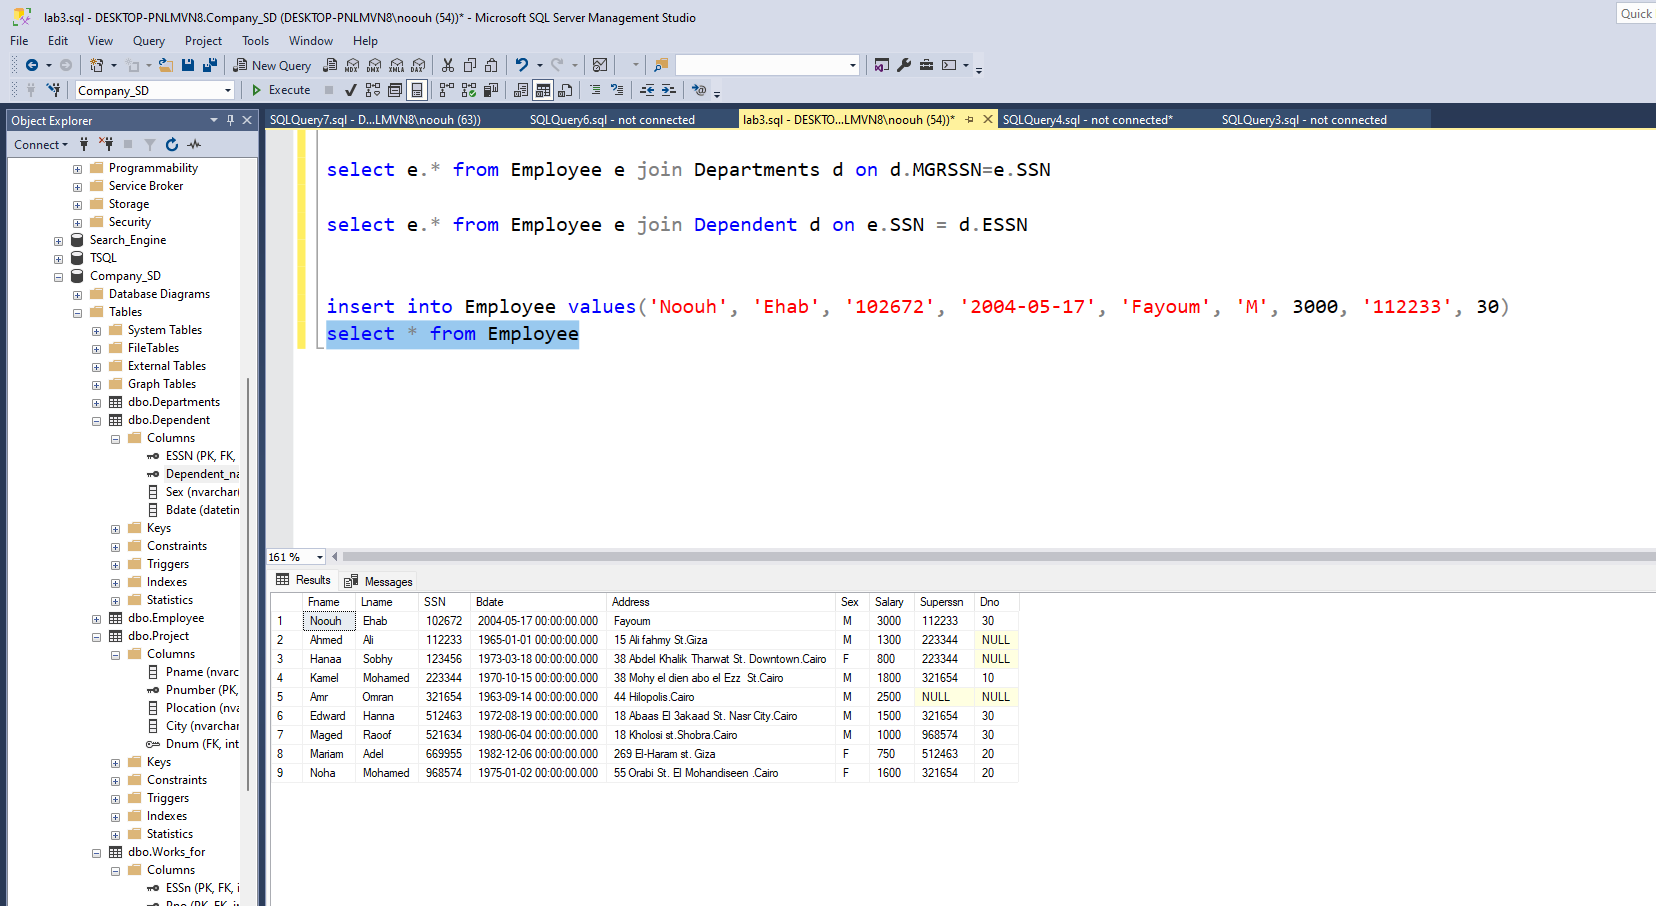 lab3.sql - DESKTOP-PNLMVN8.Company_SD (DESKTOP-PNLMVN8\noouh (54))* - Microsoft SQL Server Management Studio
Quick
File Edit View Query Project Tools Window Help
New Query MDX DMX XMLA DAX
Company_SD Execute
Object Explorer
SQLQuery7.sql - D...LMVN8\noouh (63)) SQLQuery6.sql - not connected lab3.sql - DESKTO...LMVN8\noouh (54))* SQLQuery4.sql - not connected* SQLQuery3.sql - not connected
Connect
Programmability
Service Broker
Storage
Security
Search_Engine
TSQL
Company_SD
Database Diagrams
Tables
System Tables
FileTables
External Tables
Graph Tables
dbo.Departments
dbo.Dependent
Columns
ESSN (PK, FK,
Dependent_na
Sex (nvarchar(
Bdate (datetin
Keys
Constraints
Triggers
Indexes
Statistics
dbo.Employee
dbo.Project
Columns
Pname (nvarc
Pnumber (PK,
Plocation (nva
City (nvarchar
Dnum (FK, int
Keys
Constraints
Triggers
Indexes
Statistics
dbo.Works_for
Columns
ESSn (PK, FK, i
Pno (PK, FK, i
select e.* from Employee e join Departments d on d.MGRSSN=e.SSN
select e.* from Employee e join Dependent d on e.SSN = d.ESSN
insert into Employee values('Noouh', 'Ehab', '102672', '2004-05-17', 'Fayoum', 'M', 3000, '112233', 30)
select * from Employee
161 %
Results Messages
Fname Lname SSN Bdate Address Sex Salary Superssn Dno
1 Noouh Ehab 102672 2004-05-17 00:00:00.000 Fayoum M 3000 112233 30
2 Ahmed Ali 112233 1965-01-01 00:00:00.000 15 Ali fahmy St.Giza M 1300 223344 NULL
3 Hanaa Sobhy 123456 1973-03-18 00:00:00.000 38 Abdel Khalik Tharwat St. Downtown.Cairo F 800 223344 NULL
4 Kamel Mohamed 223344 1970-10-15 00:00:00.000 38 Mohy el dien abo el Ezz St.Cairo M 1800 321654 10
5 Amr Omran 321654 1963-09-14 00:00:00.000 44 Hilopolis.Cairo M 2500 NULL NULL
6 Edward Hanna 512463 1972-08-19 00:00:00.000 18 Abaas El 3akaad St. Nasr City.Cairo M 1500 321654 30
7 Maged Raoof 521634 1980-06-04 00:00:00.000 18 Kholosi st.Shobra.Cairo M 1000 968574 30
8 Mariam Adel 669955 1982-12-06 00:00:00.000 269 El-Haram st. Giza F 750 512463 20
9 Noha Mohamed 968574 1975-01-02 00:00:00.000 55 Orabi St. El Mohandiseen .Cairo F 1600 321654 20